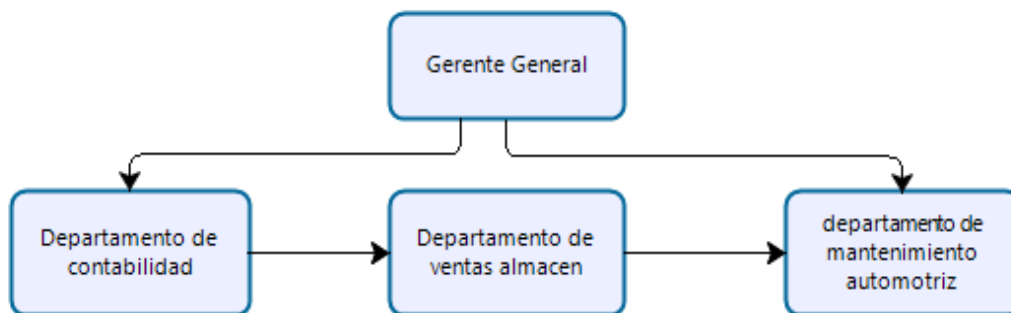 Gerente General
Departamento de
contabilidad
Departamento de
ventas almacen
departamento de
mantenimiento
automotriz